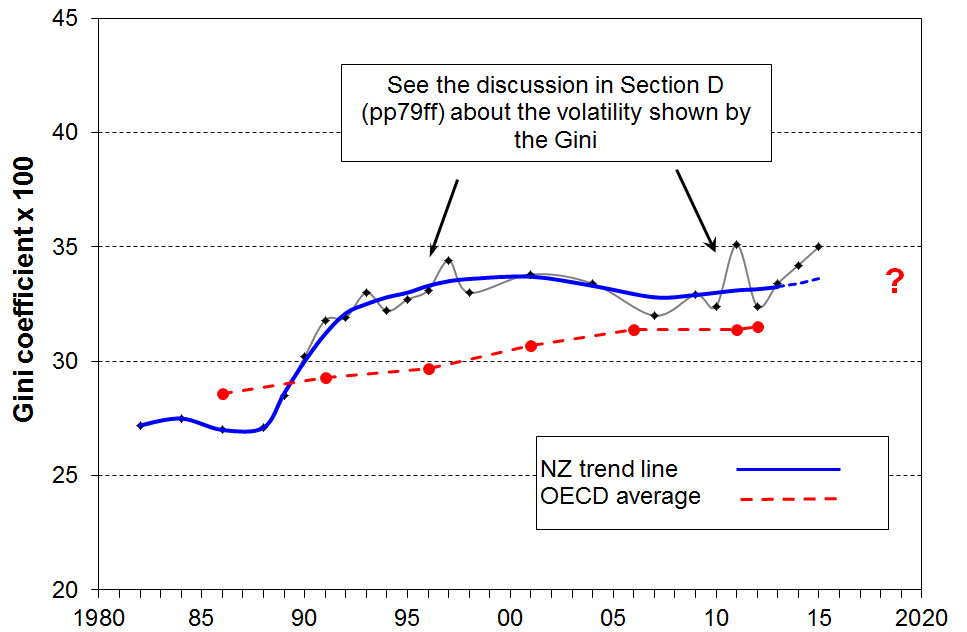 45
40
35
30
25
20
Gini coefficient x 100
See the discussion in Section D
(pp79ff) about the volatility shown by
the Gini
?
NZ trend line
OECD average
1980 85 90 95 00 05 10 15 2020